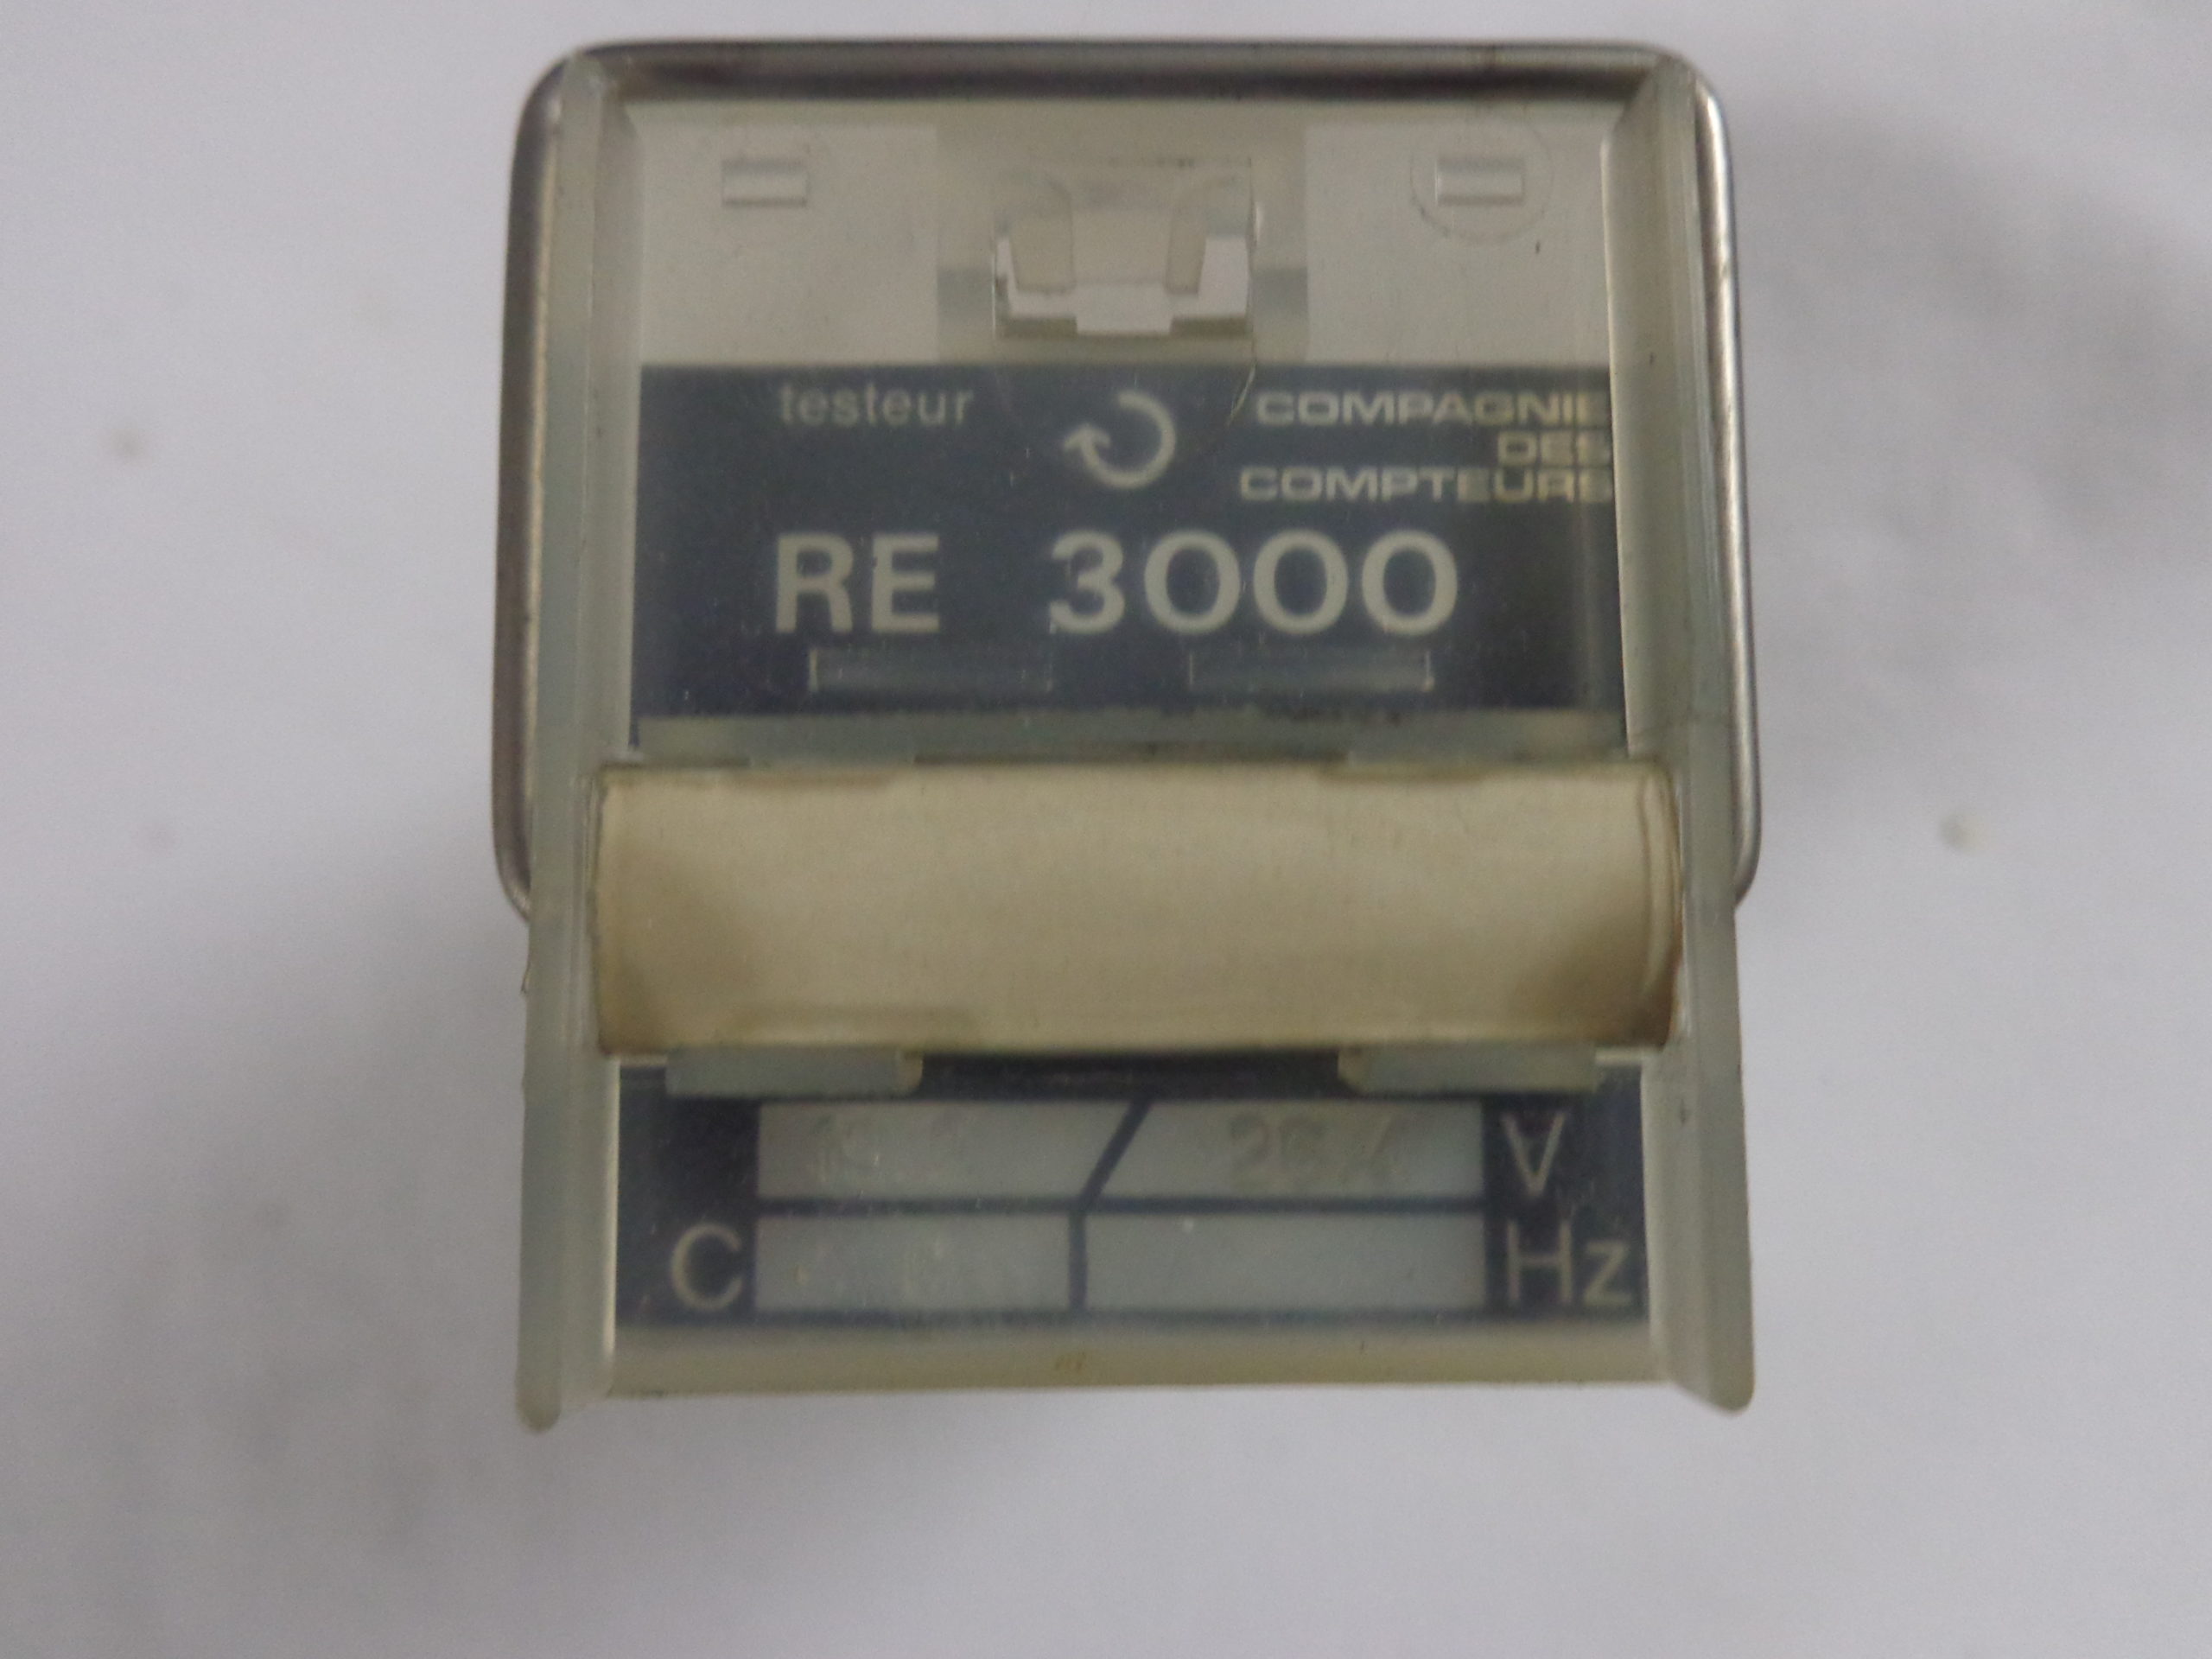 testeur
COMPAGNIE
DES
COMPTEURS
RE 3000
V
C Hz